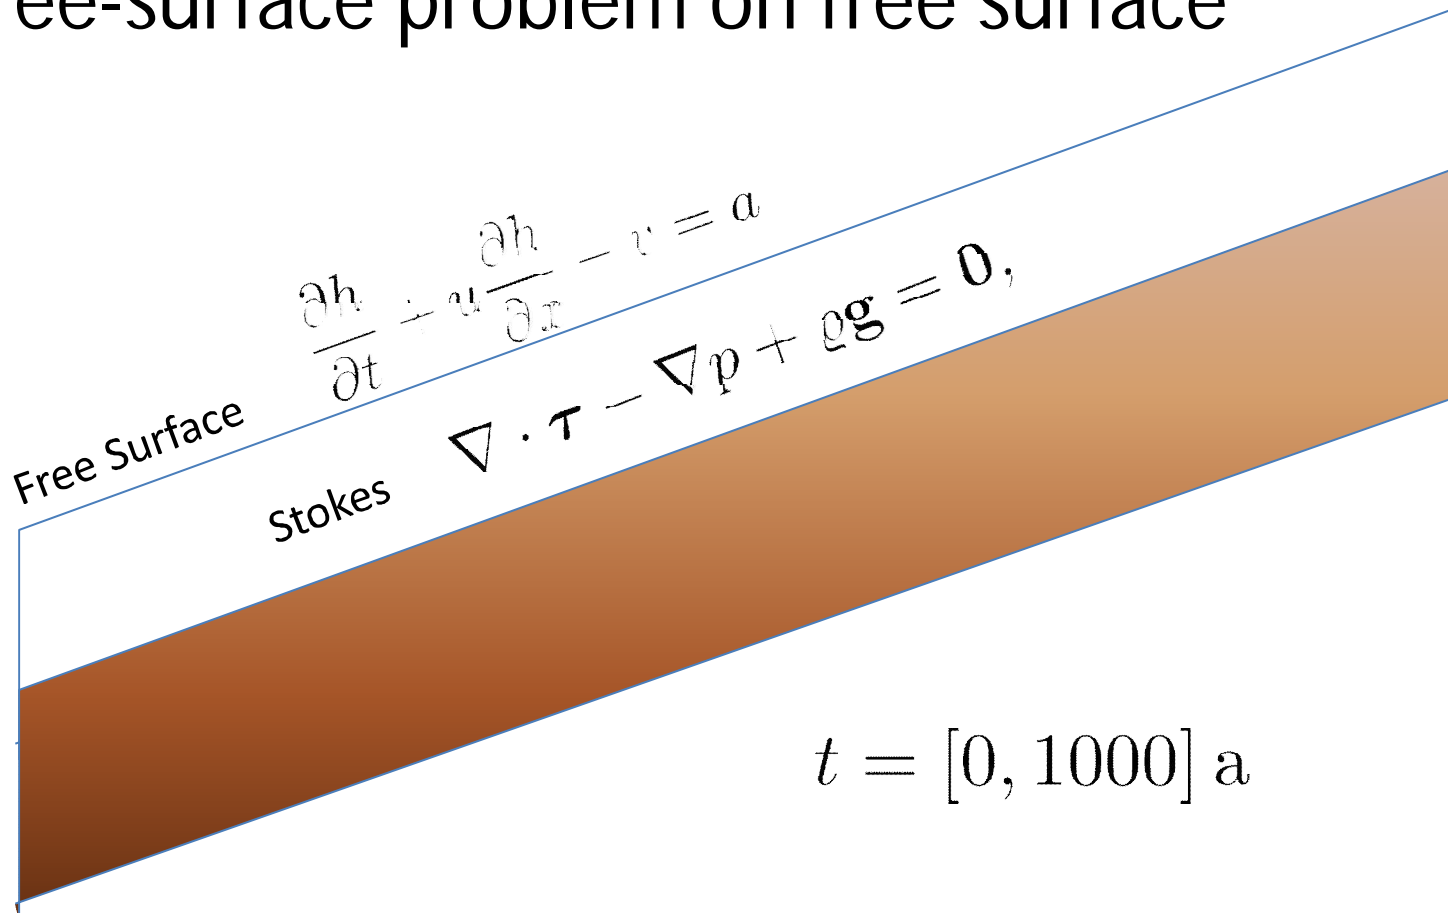 ee-surface problem on free surface
∂h/∂t + u ∂h/∂x − v = a
Free Surface
∇ · τ − ∇p + ϱg = 0,
Stokes
t = [0, 1000] a